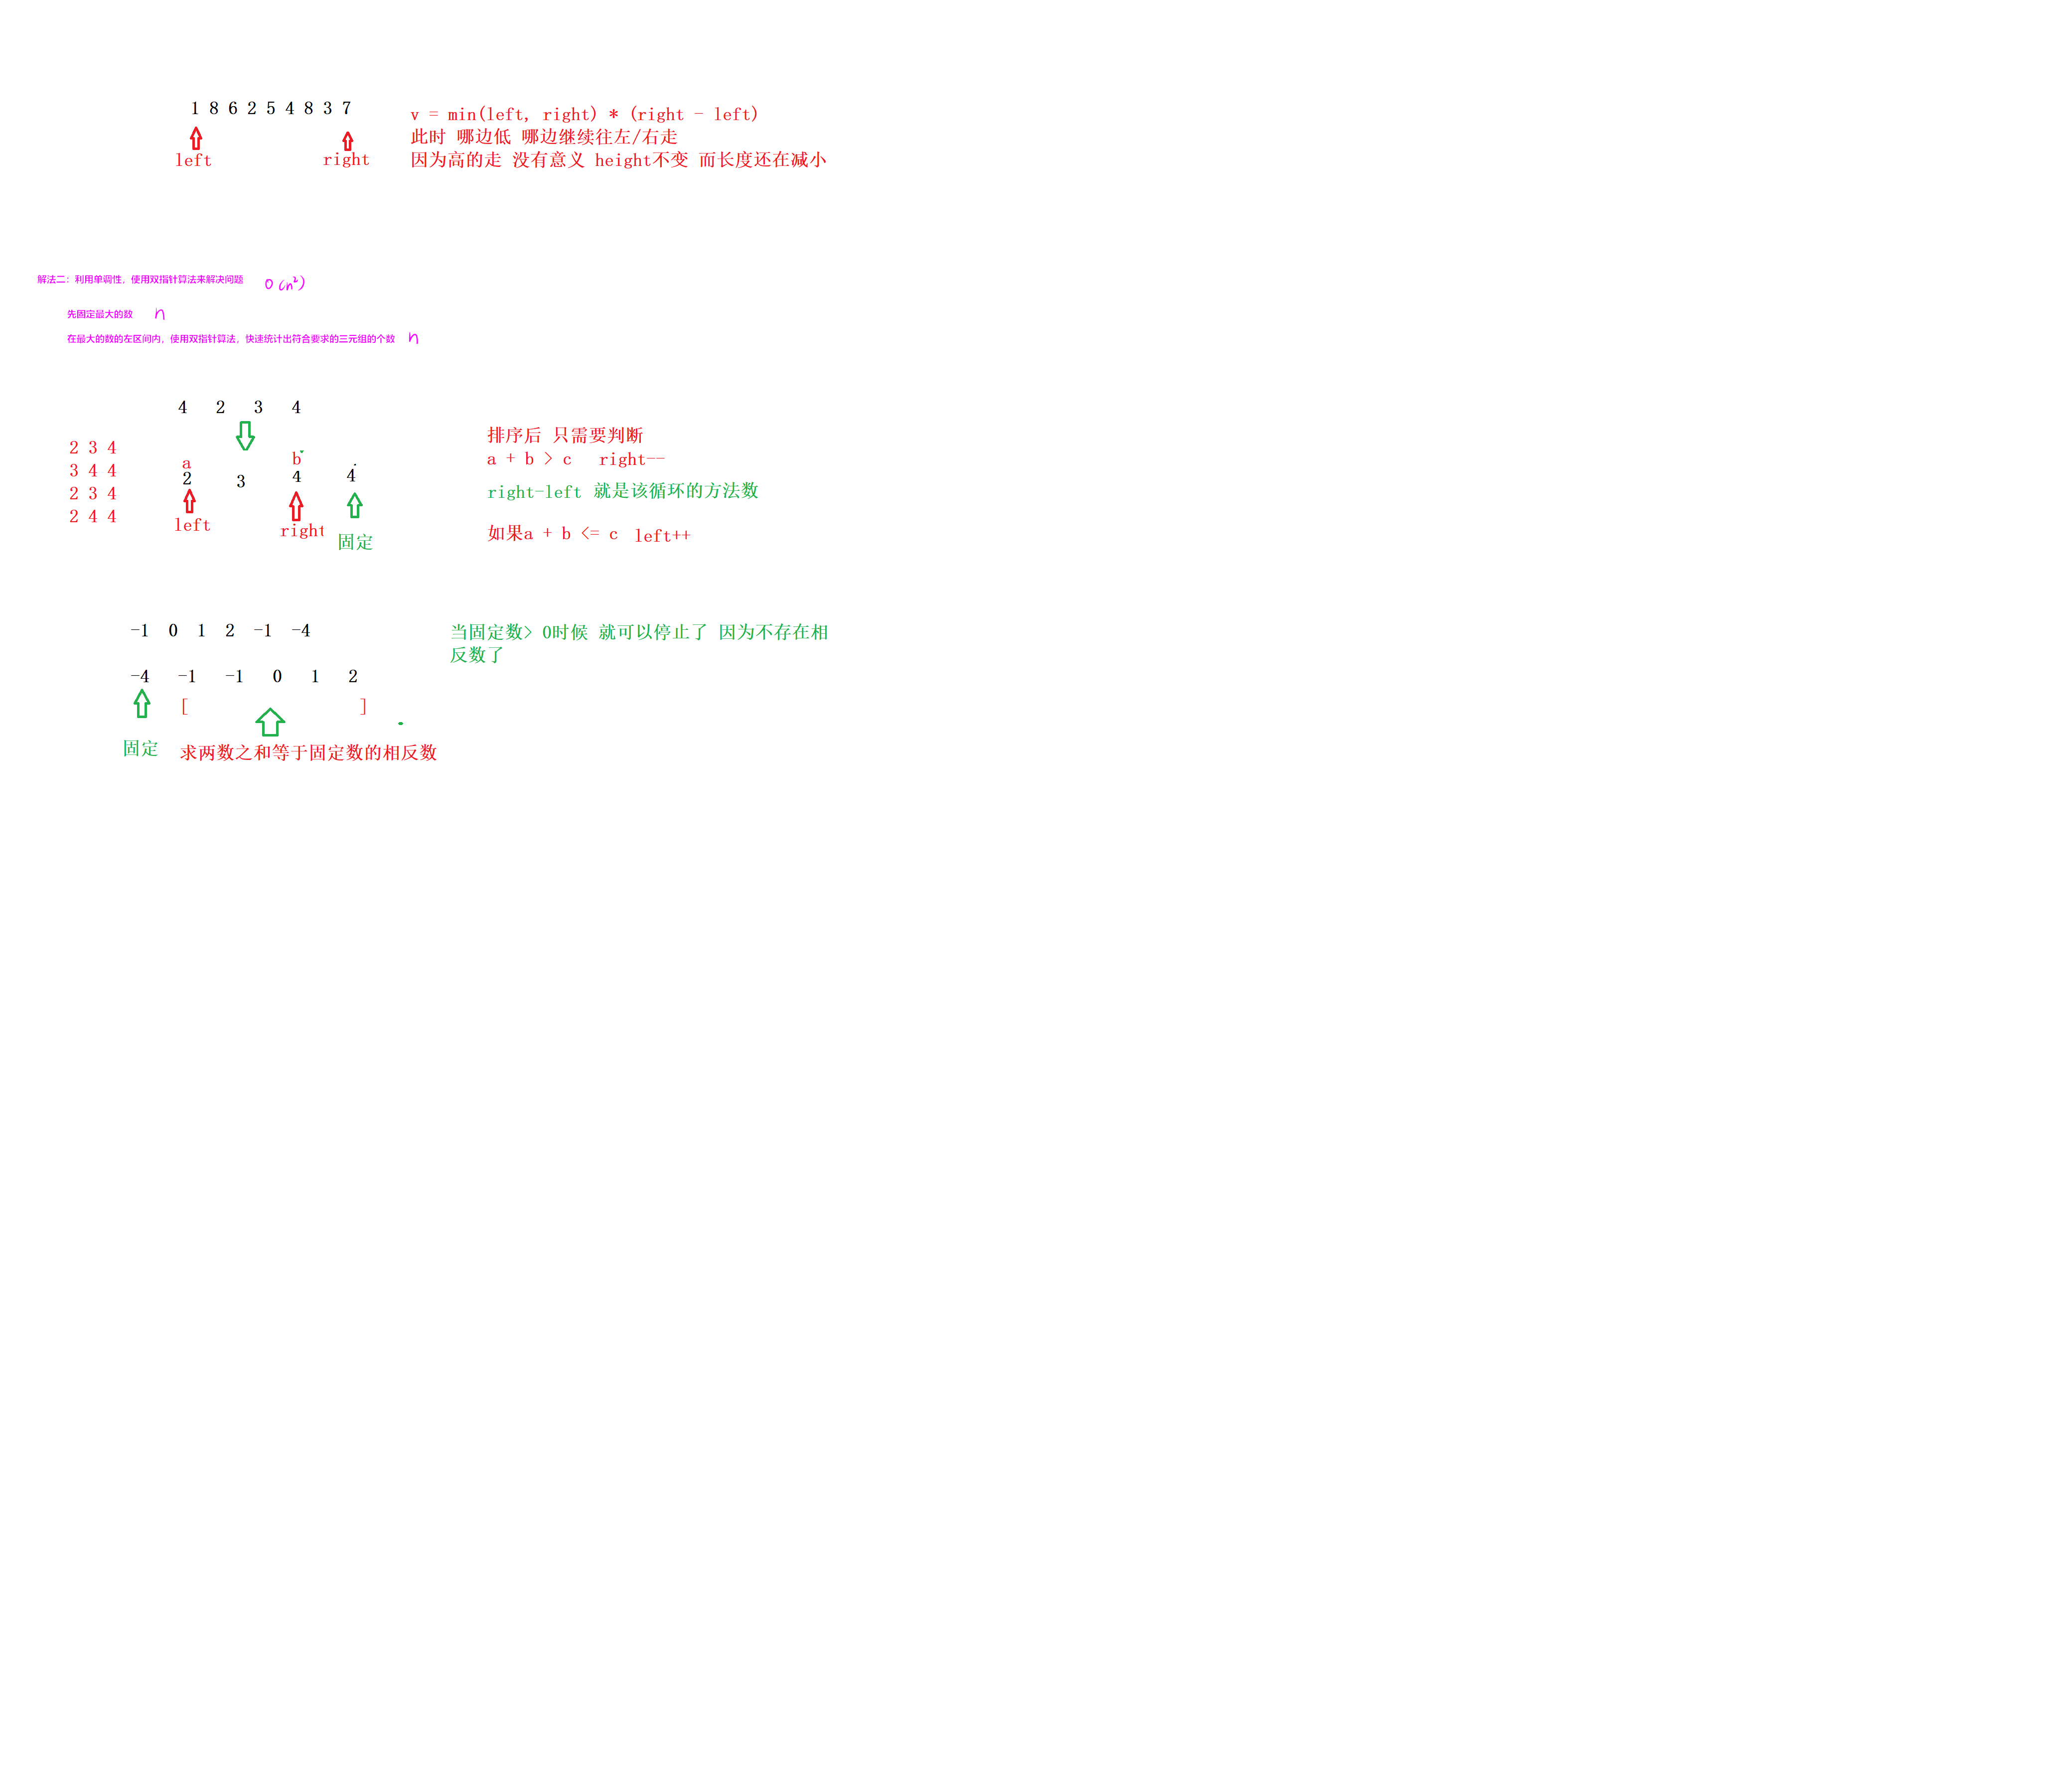 1 8 6 2 5 4 8 3 7
left
right
v = min(left, right) * (right - left)
此时 哪边低 哪边继续往左/右走
因为高的走 没有意义 height不变 而长度还在减小
解法二：利用单调性，使用双指针算法来解决问题 O(n²)
先固定最大的数 n
在最大的数的左区间内，使用双指针算法，快速统计出符合要求的三元组的个数 n
4 2 3 4
2 3 4
3 4 4
2 3 4
2 4 4
a b
2 3 4 4
left
right
固定
排序后 只需要判断
a + b > c right--
right-left 就是该循环的方法数
如果a + b <= c left++
-1 0 1 2 -1 -4
-4 -1 -1 0 1 2
[ ]
固定
求两数之和等于固定数的相反数
当固定数> 0时候 就可以停止了 因为不存在相
反数了